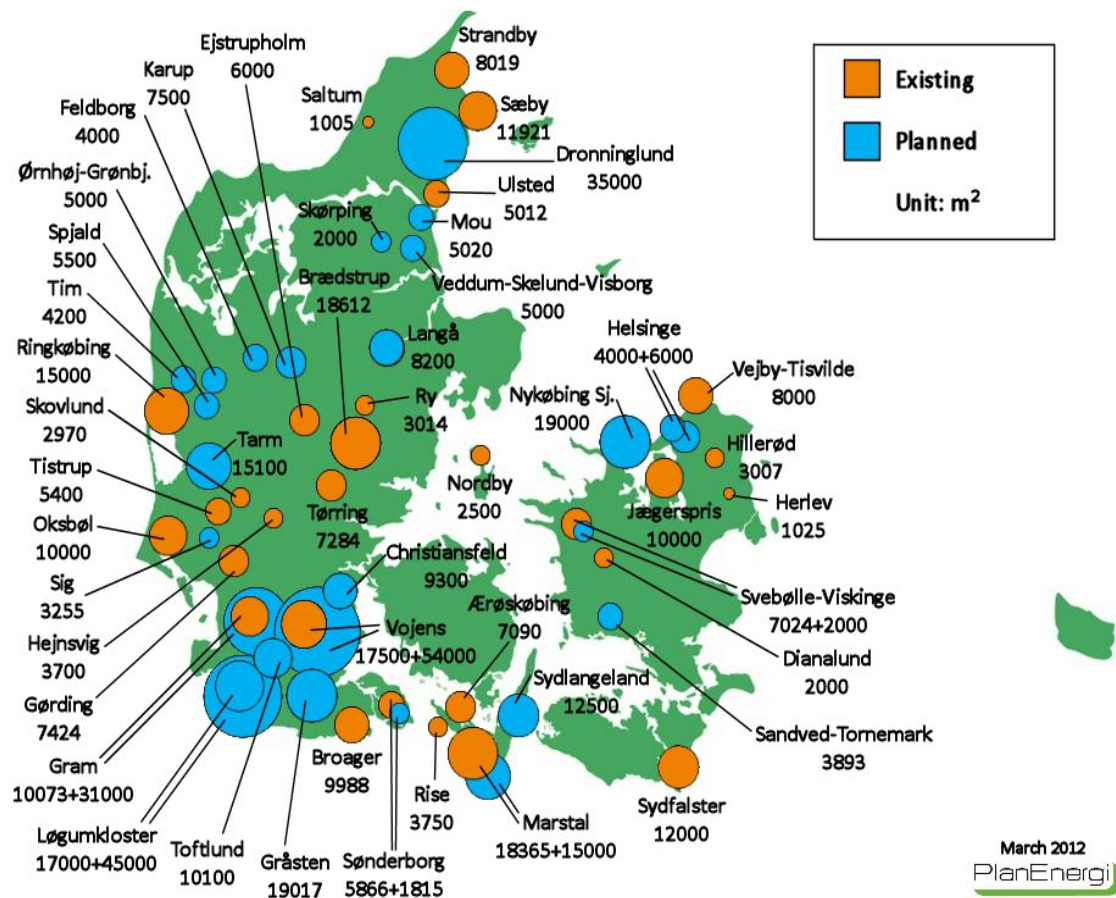 Strandby
8019
Ejstrupholm
6000
Karup
7500
Saltum
1005
Sæby
11921
Feldborg
4000
Dronninglund
35000
Ørnhøj-Grønbj.
5000
Ulsted
5012
Skørping
2000
Mou
5020
Spjald
5500
Brædstrup
18612
Veddum-Skelund-Visborg
5000
Tim
4200
Langå
8200
Helsinge
4000+6000
Ringkøbing
15000
Vejby-Tisvilde
8000
Nykøbing Sj.
19000
Ry
3014
Skovlund
2970
Tarm
15100
Hillerød
3007
Tistrup
5400
Nordby
2500
Jægerspris
10000
Herlev
1025
Tørring
7284
Oksbøl
10000
Christiansfeld
9300
Sig
3255
Svebølle-Viskinge
7024+2000
Ærøskøbing
7090
Vojens
17500+54000
Hejnsvig
3700
Dianalund
2000
Sydlangeland
12500
Gørding
7424
Sandved-Tornemark
3893
Broager
9988
Gram
10073+31000
Rise
3750
Sydfalster
12000
Marstal
18365+15000
Løgumkloster
17000+45000
Toftlund
10100
Gråsten
19017
Sønderborg
5866+1815
Existing
Planned
Unit: m²
March 2012
PlanEnergi